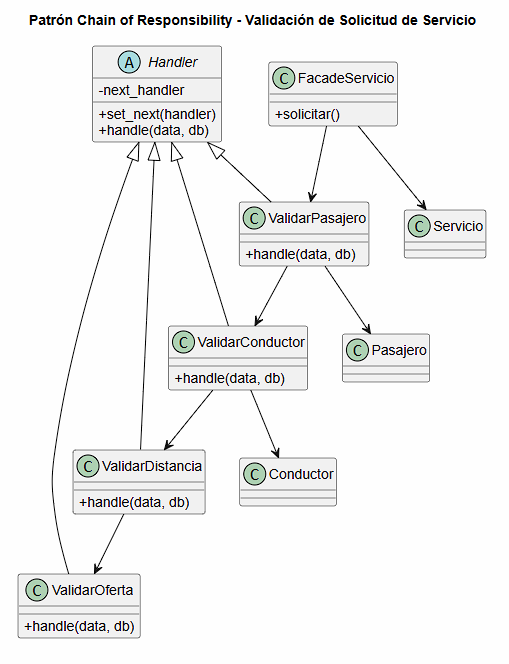 Patrón Chain of Responsibility - Validación de Solicitud de Servicio
A Handler
-next_handler
+set_next(handler)
+handle(data, db)
C FacadeServicio
+solicitar()
C ValidarPasajero
+handle(data, db)
C Servicio
C ValidarConductor
+handle(data, db)
C Pasajero
C ValidarDistancia
+handle(data, db)
C Conductor
C ValidarOferta
+handle(data, db)